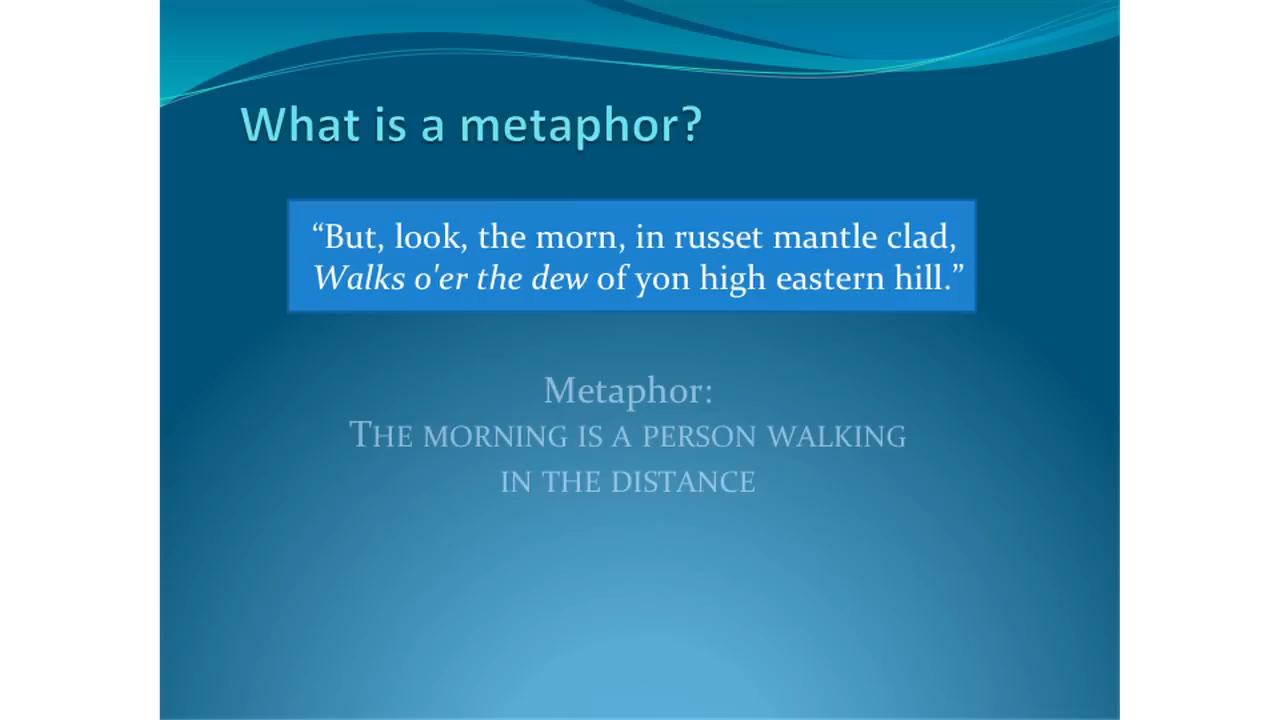 What is a metaphor?
“But, look, the morn, in russet mantle clad,
Walks o'er the dew of yon high eastern hill.”
Metaphor:
THE MORNING IS A PERSON WALKING
IN THE DISTANCE